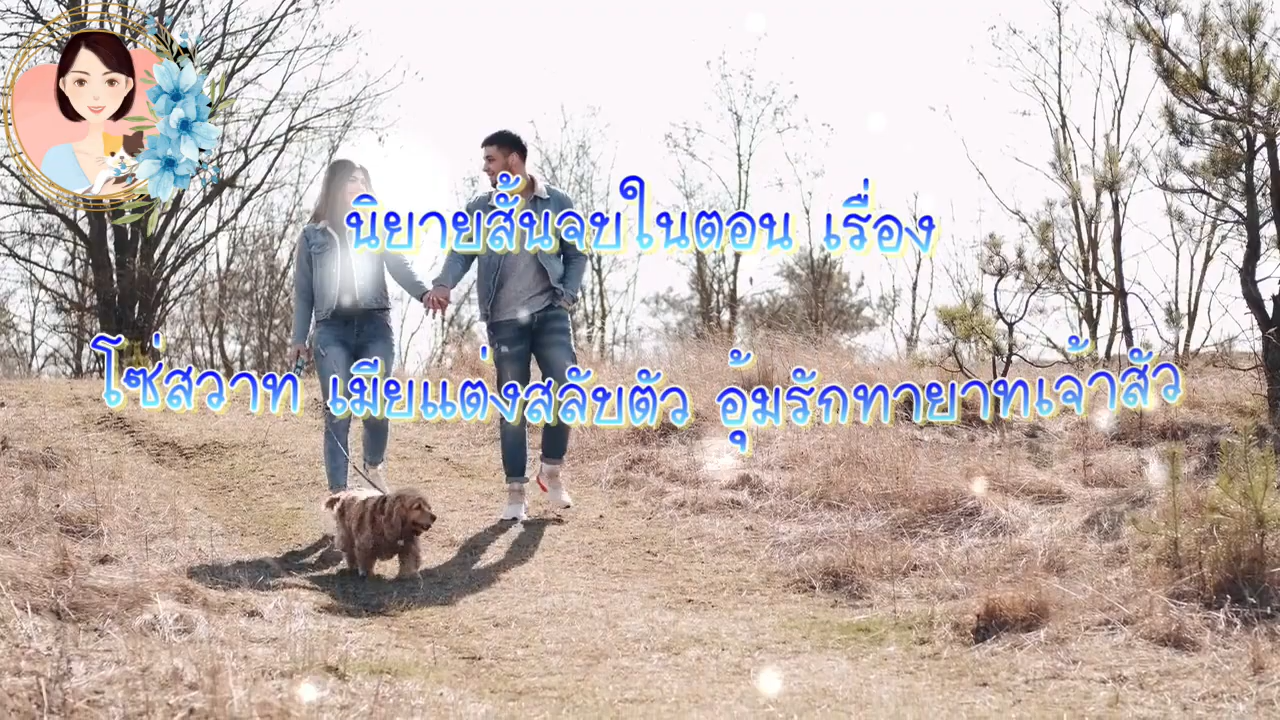 นิยายสั้นจบในตอน เรื่อง
โซ่สวาท เมียแต่งสลับตัว อุ้มรักทายาทเจ้าสัว